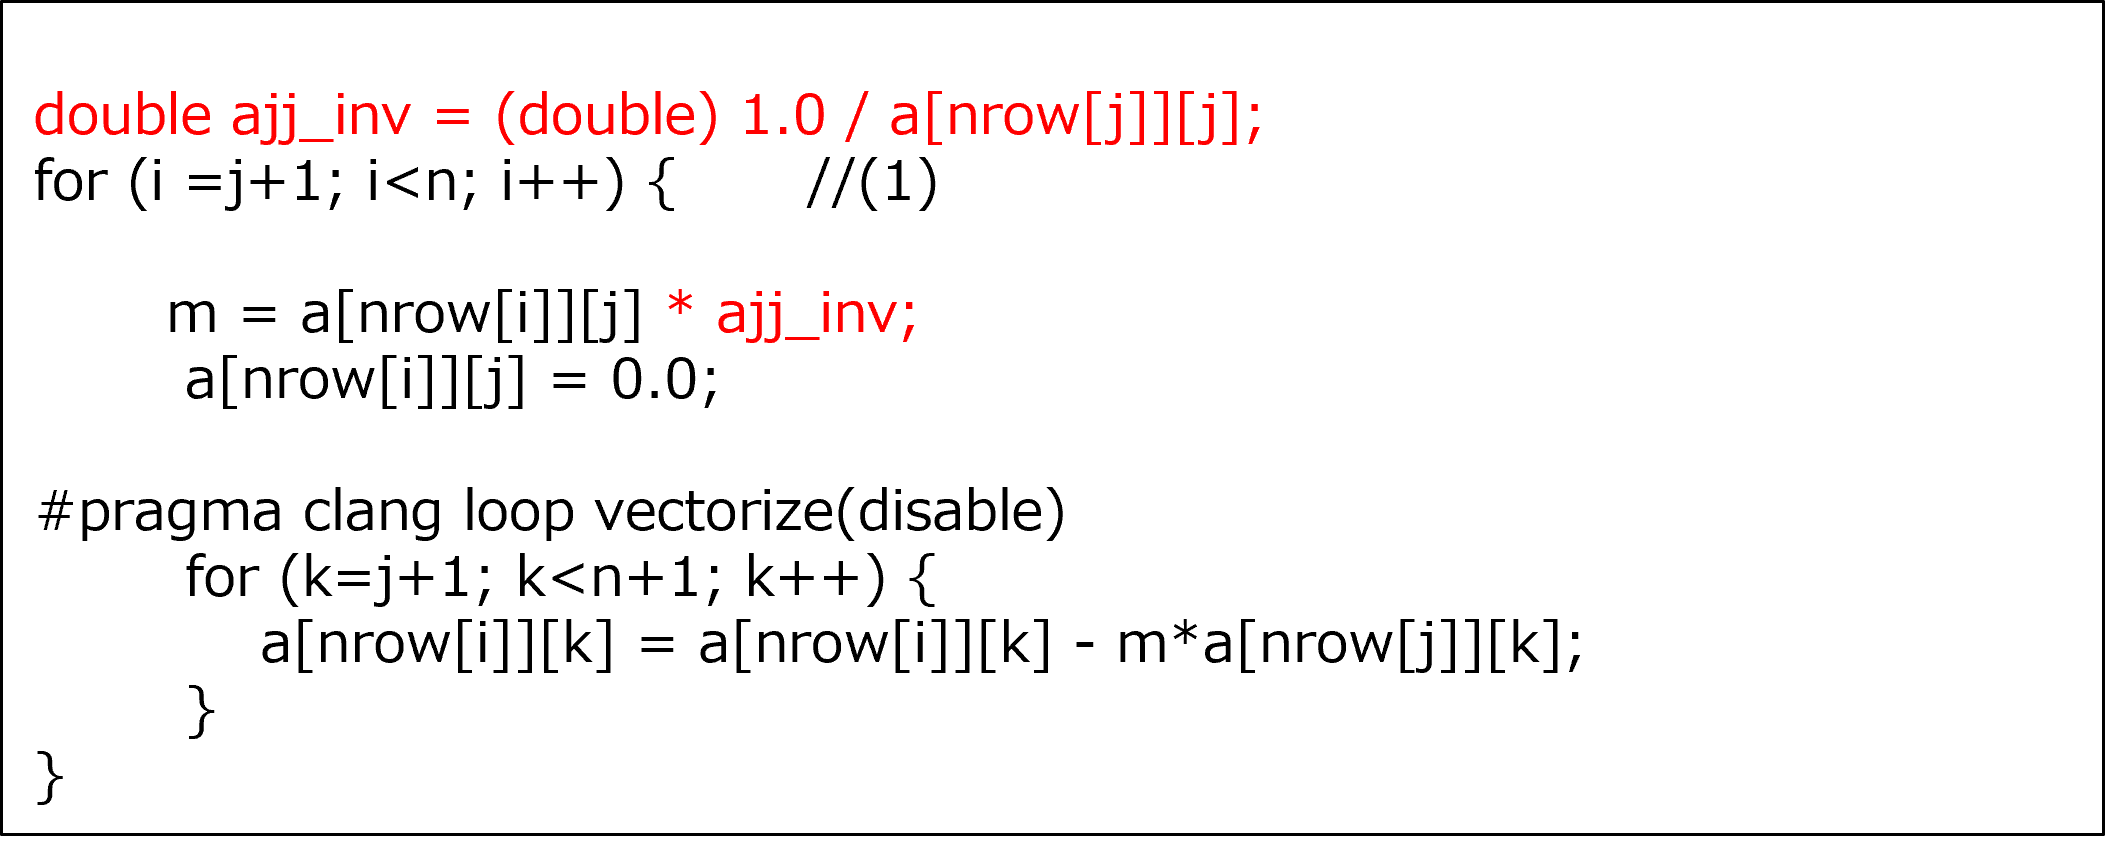 double ajj_inv = (double) 1.0 / a[nrow[j]][j];
for (i =j+1; i<n; i++) {      //(1)
m = a[nrow[i]][j] * ajj_inv;
a[nrow[i]][j] = 0.0;
#pragma clang loop vectorize(disable)
for (k=j+1; k<n+1; k++) {
a[nrow[i]][k] = a[nrow[i]][k] - m*a[nrow[j]][k];
}
}